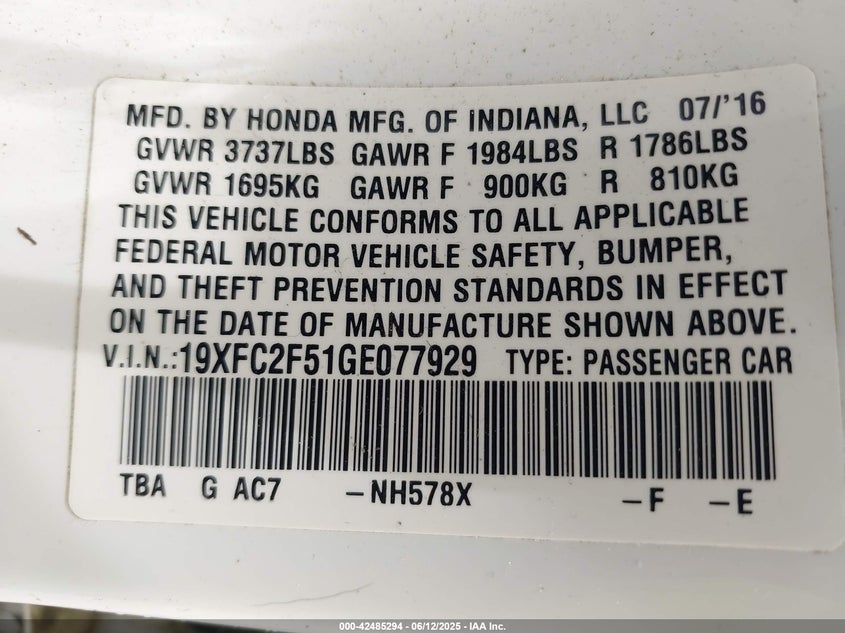 MFD. BY HONDA MFG. OF INDIANA, LLC 07/'16
GVWR 3737LBS GAWR F 1984LBS R 1786LBS
GVWR 1695KG GAWR F 900KG R 810KG
THIS VEHICLE CONFORMS TO ALL APPLICABLE
FEDERAL MOTOR VEHICLE SAFETY, BUMPER,
AND THEFT PREVENTION STANDARDS IN EFFECT
ON THE DATE OF MANUFACTURE SHOWN ABOVE.
V.I.N.:19XFC2F51GE077929 TYPE: PASSENGER CAR
TBA G AC7 -NH578X -F -E
000-42485294 - 06/12/2025 - IAA Inc.